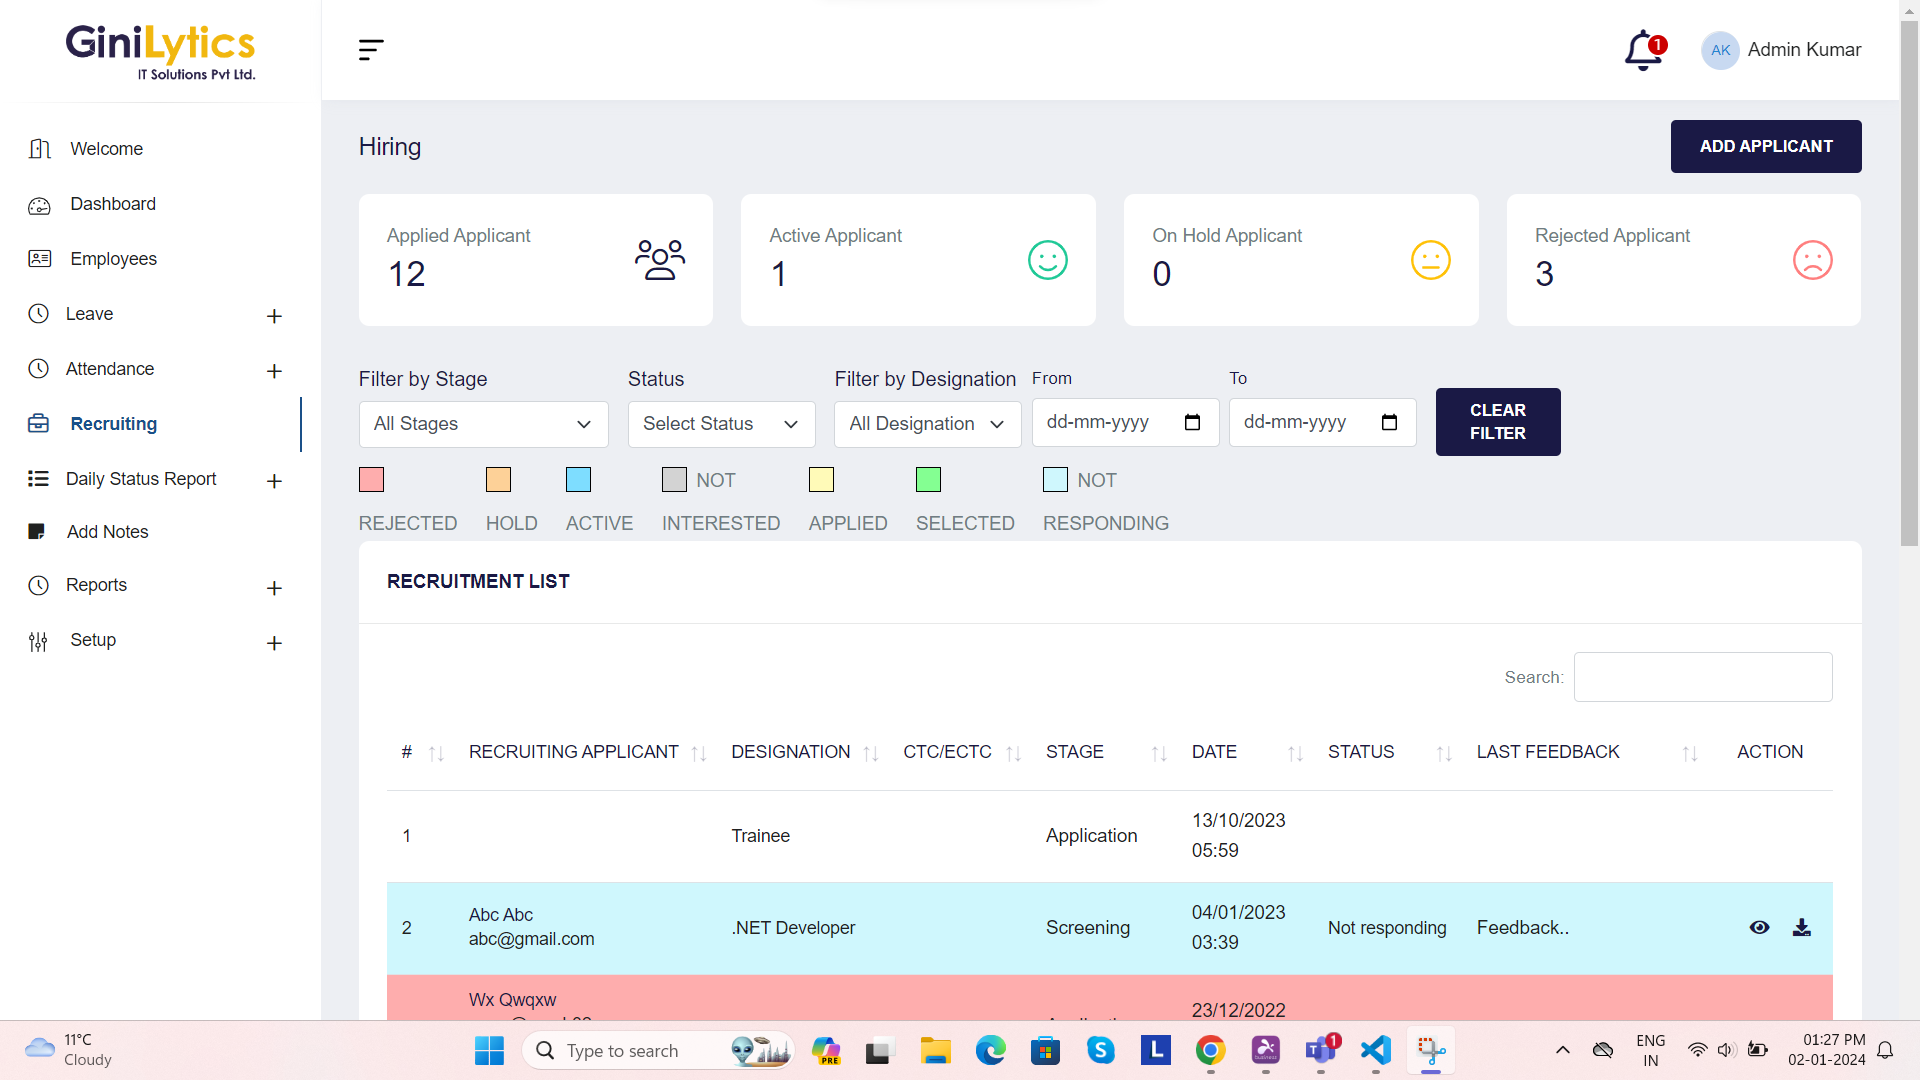 GiniLytics
IT Solutions Pvt Ltd.
Welcome
Dashboard
Employees
Leave
Attendance
Recruiting
Daily Status Report
Add Notes
Reports
Setup
1
AK Admin Kumar
Hiring
ADD APPLICANT
Applied Applicant
12
Active Applicant
1
On Hold Applicant
0
Rejected Applicant
3
Filter by Stage
All Stages
Status
Select Status
Filter by Designation
All Designation
From
dd-mm-yyyy
To
dd-mm-yyyy
CLEAR
FILTER
REJECTED
HOLD
ACTIVE
NOT
INTERESTED
APPLIED
SELECTED
NOT
RESPONDING
RECRUITMENT LIST
Search:
# RECRUITING APPLICANT DESIGNATION CTC/ECTC STAGE DATE STATUS LAST FEEDBACK ACTION
1 Trainee Application 13/10/2023
05:59
2 Abc Abc
abc@gmail.com
.NET Developer Screening 04/01/2023
03:39
Not responding Feedback..
Wx Qwqxw
23/12/2022
11°C
Cloudy
Type to search
PRE
S
L
1
ENG
IN
01:27 PM
02-01-2024